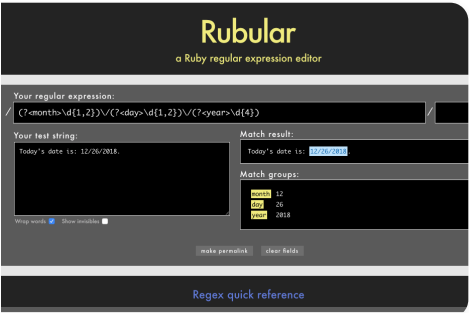 Rubular
a Ruby regular expression editor
Your regular expression:
/ (?<month>\d{1,2})\/(?<day>\d{1,2})\/(?<year>\d{4}) /
Your test string:
Today's date is: 12/26/2018.
Wrap words Show invisibles
Match result:
Today's date is: 12/26/2018.
Match groups:
month 12
day 26
year 2018
make permalink clear fields
Regex quick reference